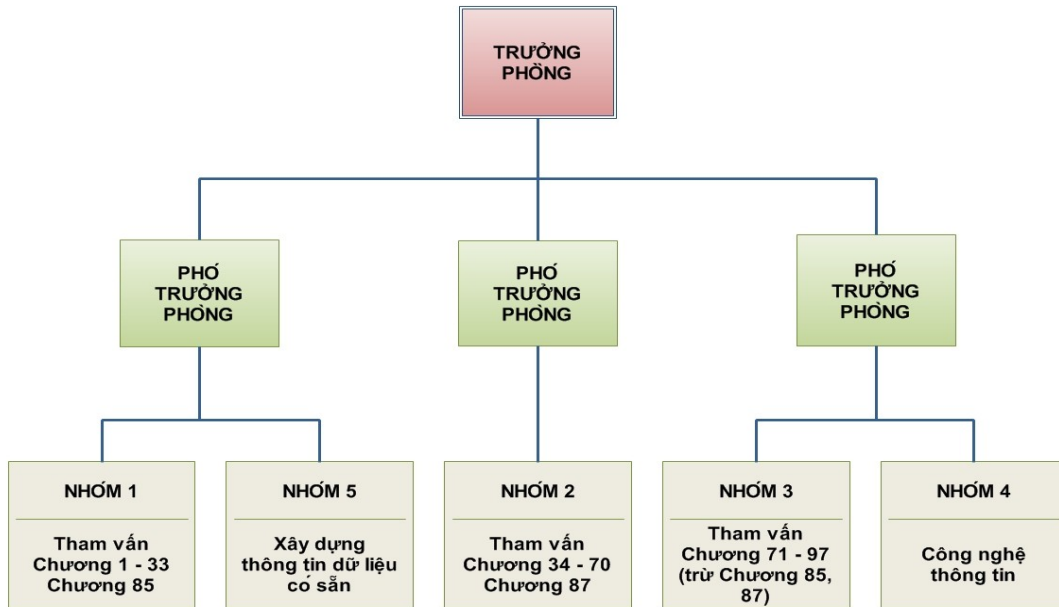 TRƯỞNG
PHÒNG
PHÓ
TRƯỞNG
PHÒNG
PHÓ
TRƯỞNG
PHÒNG
PHÓ
TRƯỞNG
PHÒNG
NHÓM 1
Tham vấn
Chương 1 - 33
Chương 85
NHÓM 5
Xây dựng
thông tin dữ liệu
có sẵn
NHÓM 2
Tham vấn
Chương 34 - 70
Chương 87
NHÓM 3
Tham vấn
Chương 71 - 97
(trừ Chương 85,
87)
NHÓM 4
Công nghệ
thông tin